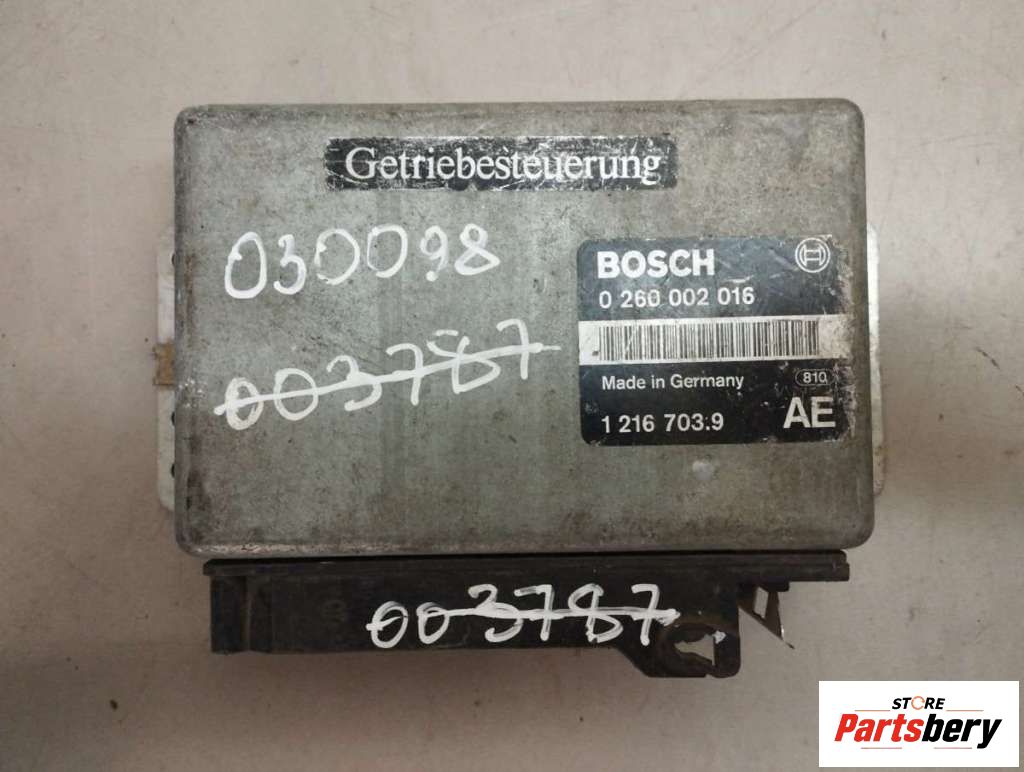 Getriebesteuerung
030098
003787
BOSCH
0 260 002 016
Made in Germany
810
1 216 703.9
AE
003787
STORE
Partsbery